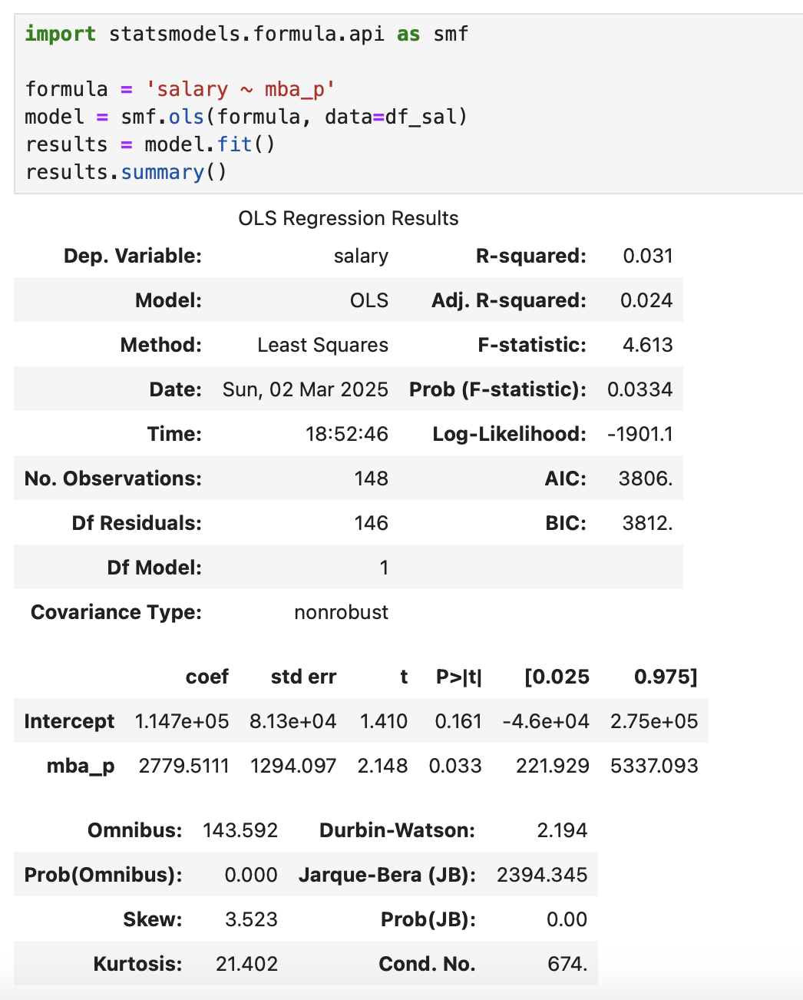 import statsmodels.formula.api as smf
formula = 'salary ~ mba_p'
model = smf.ols(formula, data=df_sal)
results = model.fit()
results.summary()
OLS Regression Results
Dep. Variable: salary R-squared: 0.031
Model: OLS Adj. R-squared: 0.024
Method: Least Squares F-statistic: 4.613
Date: Sun, 02 Mar 2025 Prob (F-statistic): 0.0334
Time: 18:52:46 Log-Likelihood: -1901.1
No. Observations: 148 AIC: 3806.
Df Residuals: 146 BIC: 3812.
Df Model: 1
Covariance Type: nonrobust
coef std err t P>|t| [0.025 0.975]
Intercept 1.147e+05 8.13e+04 1.410 0.161 -4.6e+04 2.75e+05
mba_p 2779.5111 1294.097 2.148 0.033 221.929 5337.093
Omnibus: 143.592 Durbin-Watson: 2.194
Prob(Omnibus): 0.000 Jarque-Bera (JB): 2394.345
Skew: 3.523 Prob(JB): 0.00
Kurtosis: 21.402 Cond. No. 674.